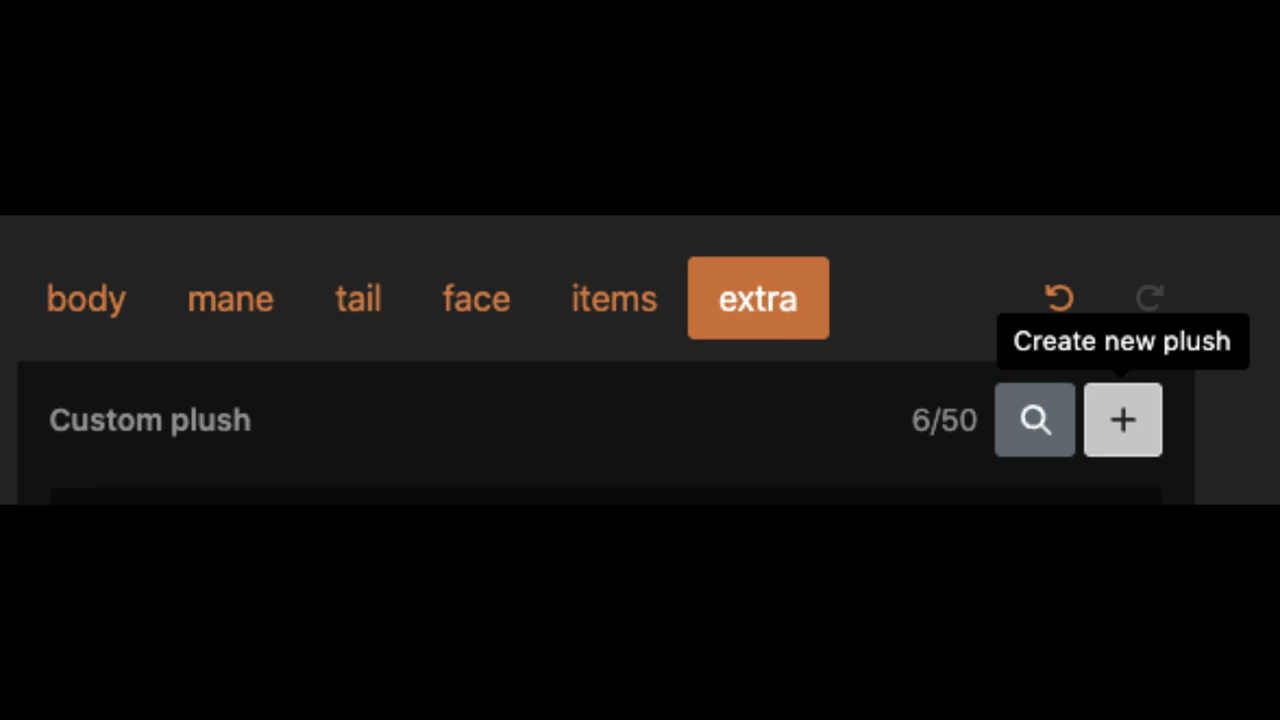 body mane tail face items extra
Create new plush
Custom plush 6/50 +